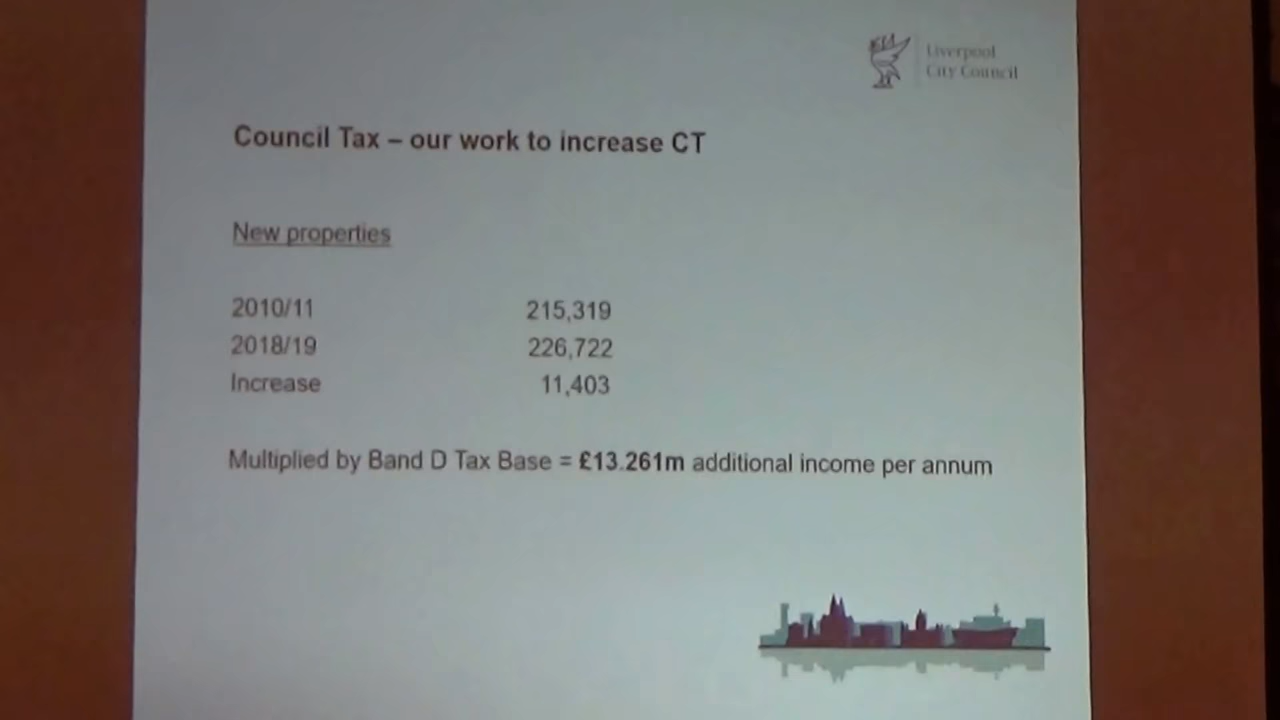 Liverpool
City Council
Council Tax – our work to increase CT
New properties
2010/11 215,319
2018/19 226,722
Increase 11,403
Multiplied by Band D Tax Base = £13.261m additional income per annum